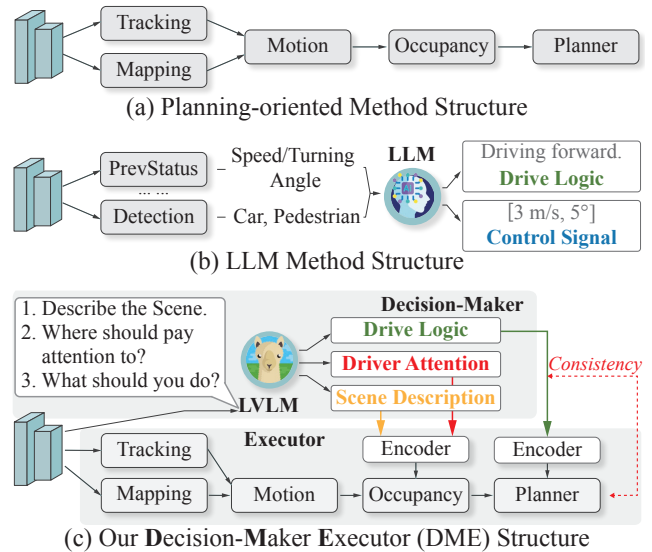 Tracking
Mapping
Motion
Occupancy
Planner
(a) Planning-oriented Method Structure
PrevStatus
... ...
Detection
Speed/Turning
Angle
Car, Pedestrian
LLM
Driving forward.
Drive Logic
[3 m/s, 5°]
Control Signal
(b) LLM Method Structure
1. Describe the Scene.
2. Where should pay
attention to?
3. What should you do?
LVLM
Decision-Maker
Drive Logic
Driver Attention
Scene Description
Consistency
Executor
Encoder
Encoder
Tracking
Mapping
Motion
Occupancy
Planner
(c) Our Decision-Maker Executor (DME) Structure